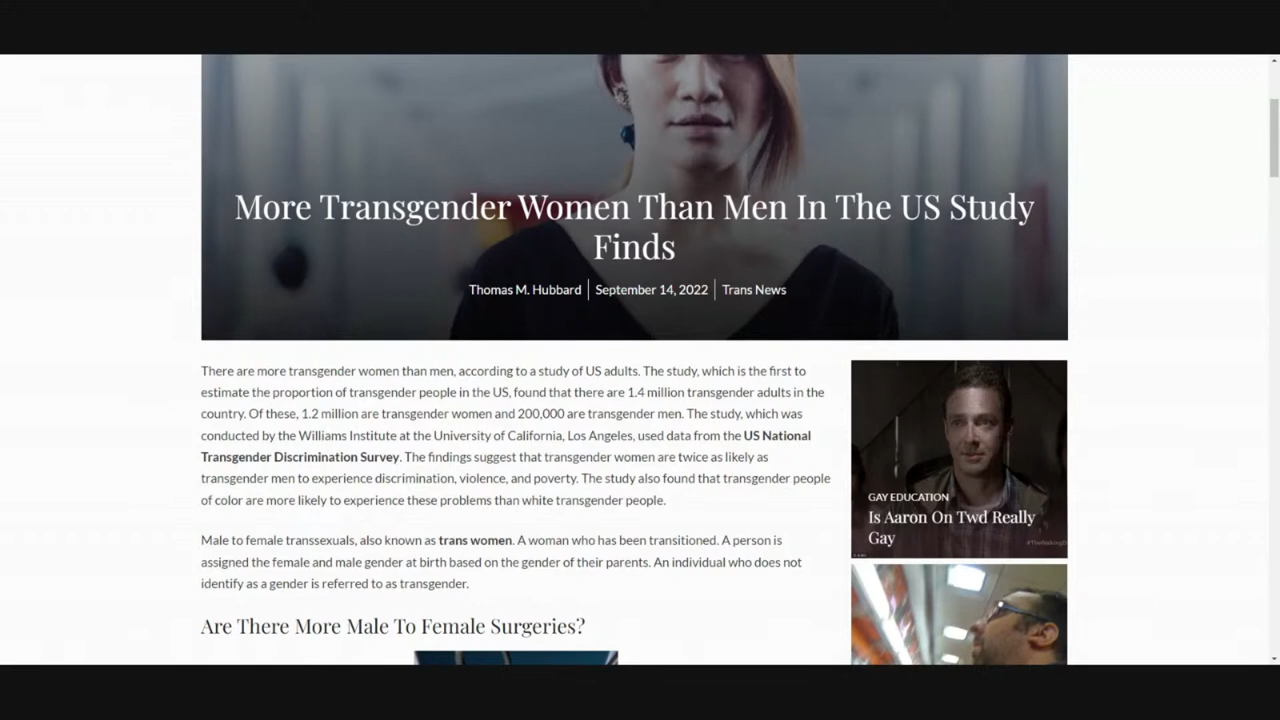 More Transgender Women Than Men In The US Study
Finds
Thomas M. Hubbard
September 14, 2022
Trans News
There are more transgender women than men, according to a study of US adults. The study, which is the first to
estimate the proportion of transgender people in the US, found that there are 1.4 million transgender adults in the
country. Of these, 1.2 million are transgender women and 200,000 are transgender men. The study, which was
conducted by the Williams Institute at the University of California, Los Angeles, used data from the US National
Transgender Discrimination Survey. The findings suggest that transgender women are twice as likely as
transgender men to experience discrimination, violence, and poverty. The study also found that transgender people
of color are more likely to experience these problems than white transgender people.
Male to female transsexuals, also known as trans women. A woman who has been transitioned. A person is
assigned the female and male gender at birth based on the gender of their parents. An individual who does not
identify as a gender is referred to as transgender.
Are There More Male To Female Surgeries?
GAY EDUCATION
Is Aaron On Twd Really
Gay